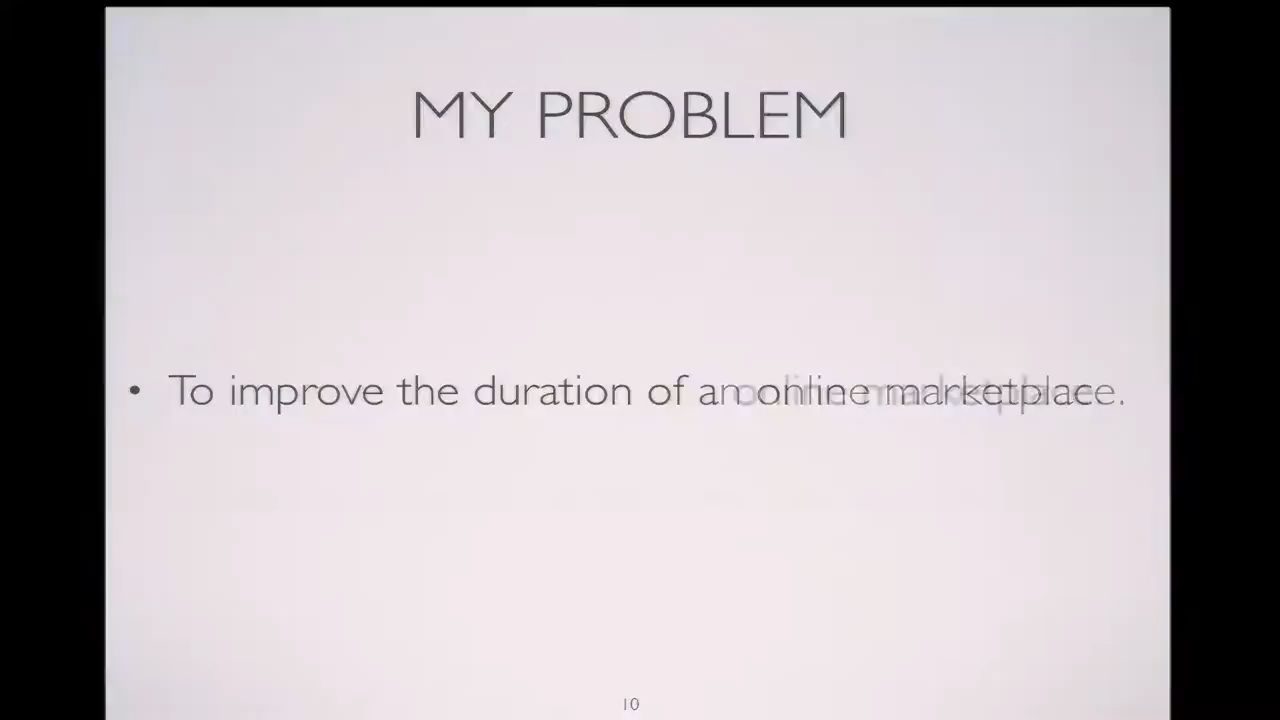 MY PROBLEM
• To improve the duration of an online marketplace.
10